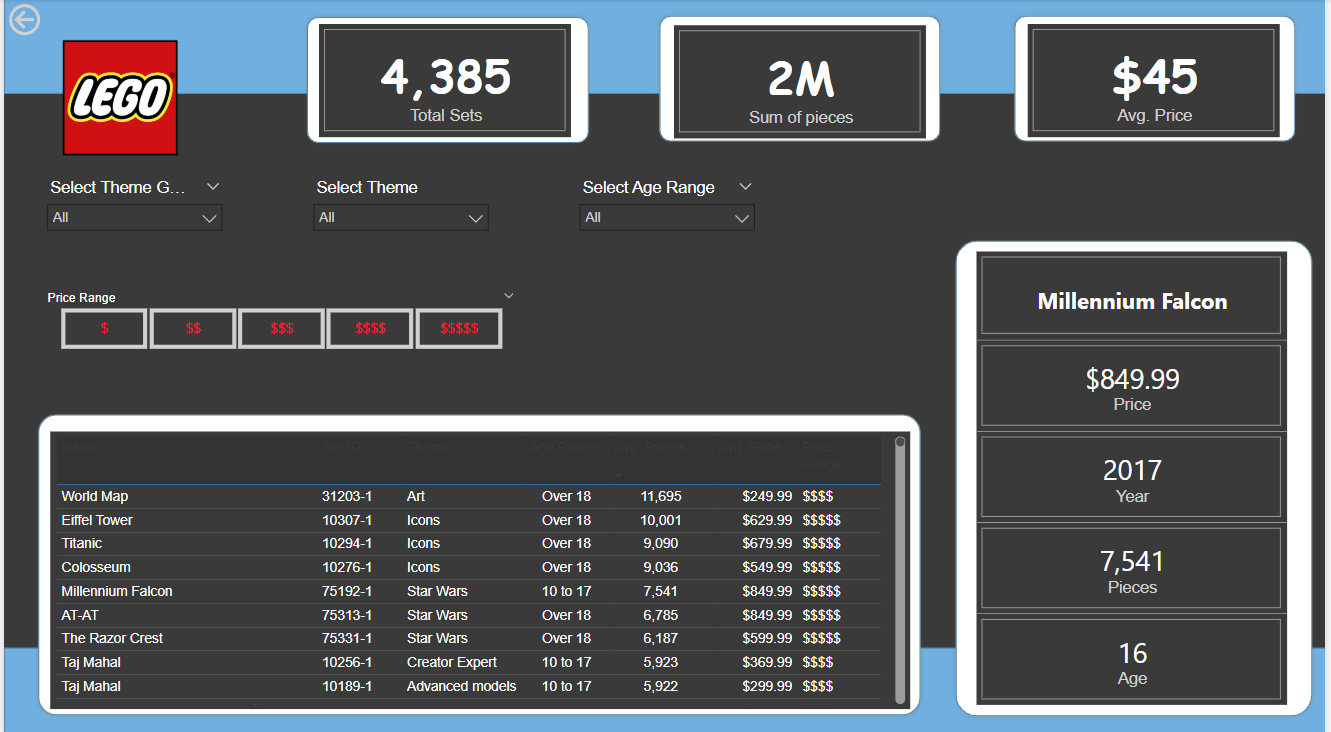 LEGO
4,385
Total Sets
2M
Sum of pieces
$45
Avg. Price
Select Theme G...
Select Theme
Select Age Range
All
All
All
Price Range
$ $$ $$$ $$$$ $$$$$
Millennium Falcon
$849.99
Price
2017
Year
7,541
Pieces
16
Age
Name Set ID Theme Age Range Avg. Pieces Avg. Price Price
Range
World Map 31203-1 Art Over 18 11,695 $249.99 $$$$
Eiffel Tower 10307-1 Icons Over 18 10,001 $629.99 $$$$$
Titanic 10294-1 Icons Over 18 9,090 $679.99 $$$$$
Colosseum 10276-1 Icons Over 18 9,036 $549.99 $$$$$
Millennium Falcon 75192-1 Star Wars 10 to 17 7,541 $849.99 $$$$$
AT-AT 75313-1 Star Wars Over 18 6,785 $849.99 $$$$$
The Razor Crest 75331-1 Star Wars Over 18 6,187 $599.99 $$$$$
Taj Mahal 10256-1 Creator Expert 10 to 17 5,923 $369.99 $$$$
Taj Mahal 10189-1 Advanced models 10 to 17 5,922 $299.99 $$$$